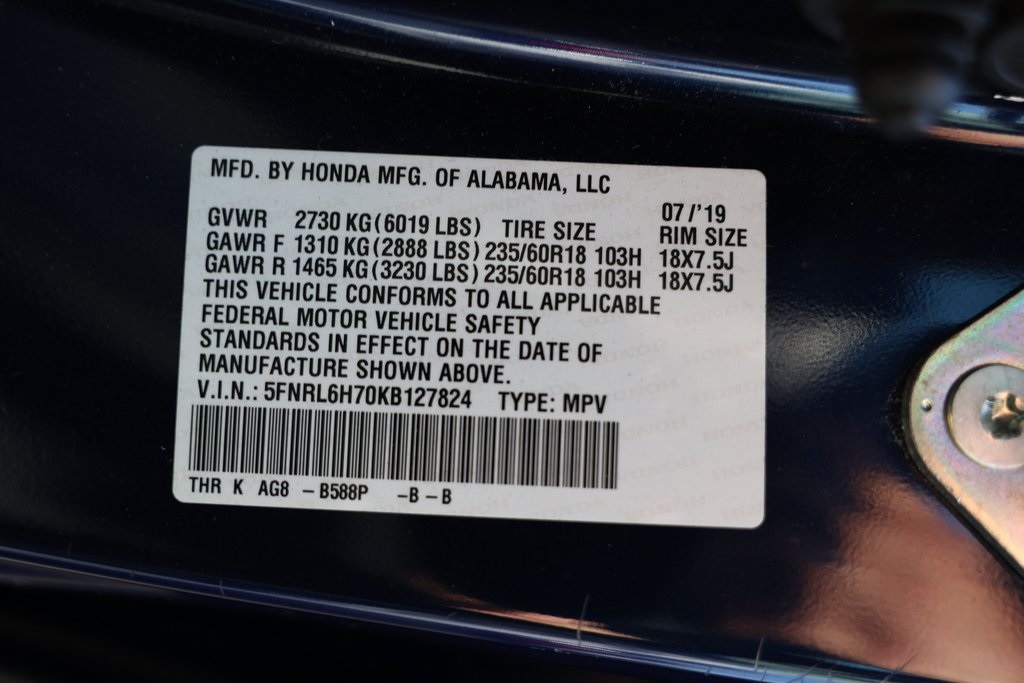 MFD. BY HONDA MFG. OF ALABAMA, LLC
07/'19
GVWR 2730 KG(6019 LBS) TIRE SIZE RIM SIZE
GAWR F 1310 KG(2888 LBS) 235/60R18 103H 18X7.5J
GAWR R 1465 KG(3230 LBS) 235/60R18 103H 18X7.5J
THIS VEHICLE CONFORMS TO ALL APPLICABLE
FEDERAL MOTOR VEHICLE SAFETY
STANDARDS IN EFFECT ON THE DATE OF
MANUFACTURE SHOWN ABOVE.
V.I.N.: 5FNRL6H70KB127824 TYPE: MPV
THR K AG8 -B588P -B-B